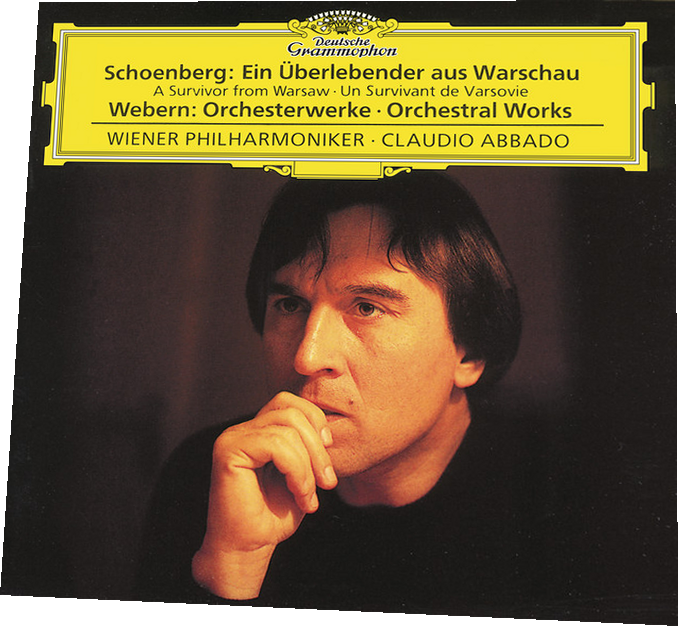 Deutsche
Grammophon
Schoenberg: Ein Überlebender aus Warschau
A Survivor from Warsaw · Un Survivant de Varsovie
Webern: Orchesterwerke · Orchestral Works
WIENER PHILHARMONIKER · CLAUDIO ABBADO